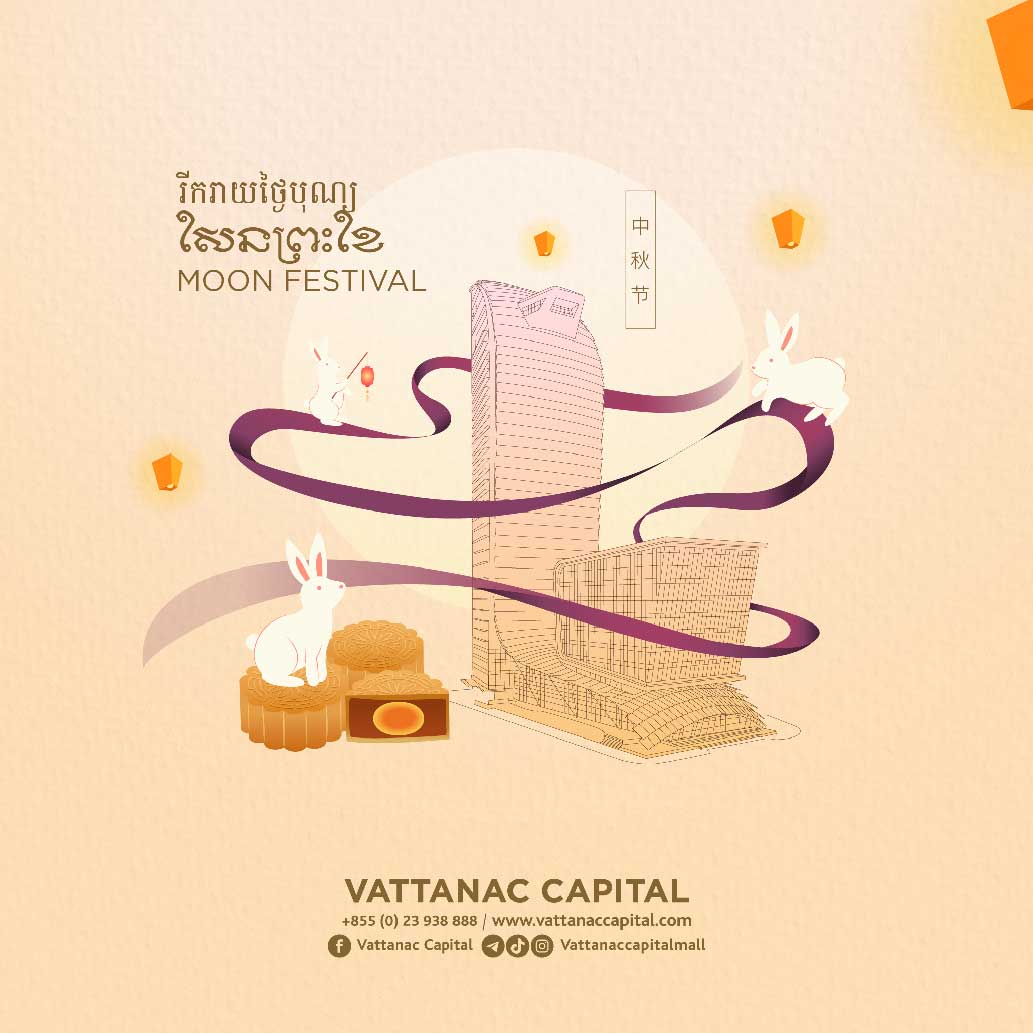 រីករាយថ្ងៃបុណ្យ
សែនព្រះខែ
MOON FESTIVAL
中秋节
VATTANAC CAPITAL
+855 (0) 23 938 888 | www.vattanaccapital.com
Vattanac Capital Vattanaccapitalmall